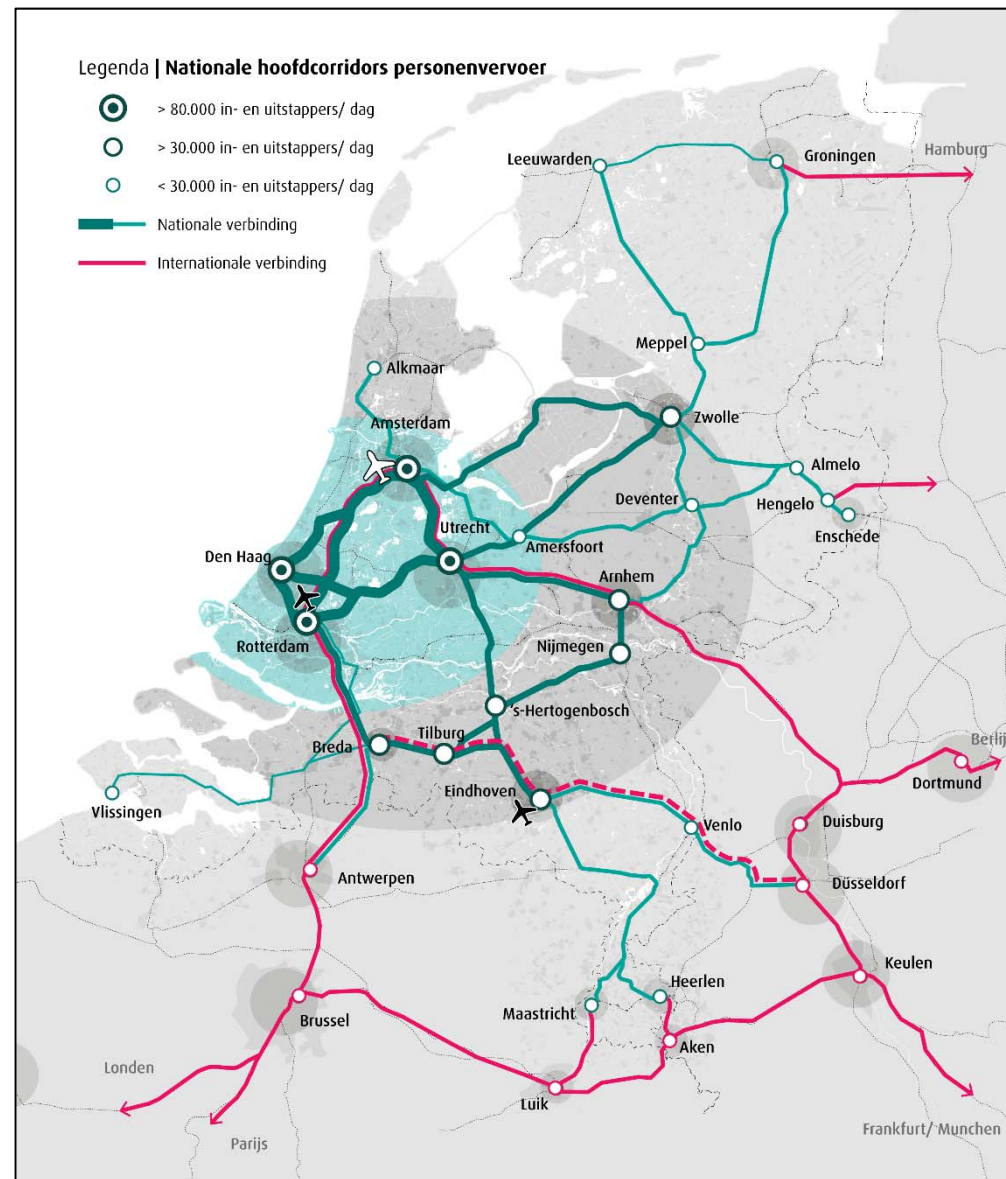 Legenda | Nationale hoofdcorridors personenvervoer
> 80.000 in- en uitstappers/ dag
> 30.000 in- en uitstappers/ dag
< 30.000 in- en uitstappers/ dag
Nationale verbinding
Internationale verbinding
Leeuwarden
Groningen
Hamburg
Meppel
Alkmaar
Zwolle
Amsterdam
Almelo
Deventer
Hengelo
Utrecht
Enschede
Amersfoort
Den Haag
Arnhem
Rotterdam
Nijmegen
's-Hertogenbosch
Tilburg
Breda
Berlij
Eindhoven
Dortmund
Vlissingen
Venlo
Duisburg
Antwerpen
Düsseldorf
Keulen
Heerlen
Maastricht
Brussel
Aken
Londen
Luik
Parijs
Frankfurt/ Munchen